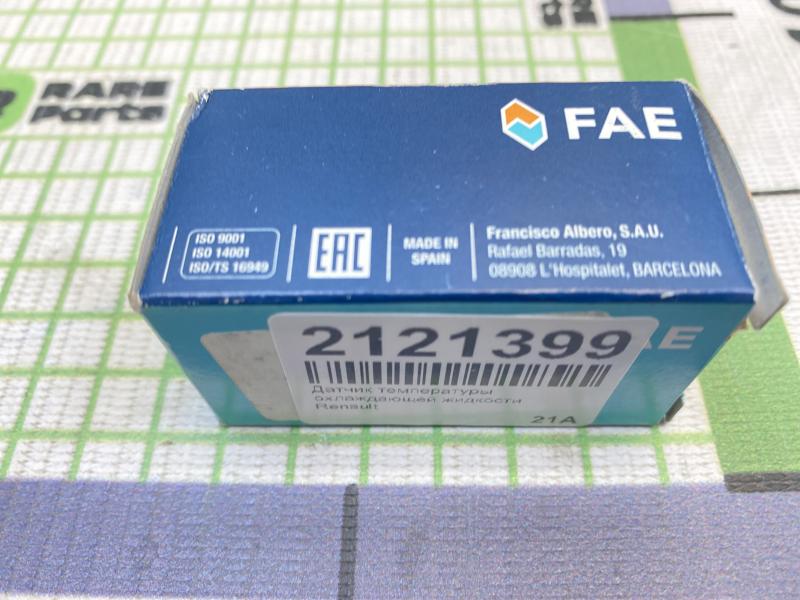 RARE
Parts
FAE
ISO 9001
ISO 14001
ISO/TS 16949
EAC
MADE IN
SPAIN
Francisco Albero, S.A.U.
Rafael Barradas, 19
08908 L'Hospitalet, BARCELONA
AE
2121399
Датчик температуры
охлаждающей жидкости
Renault
21A